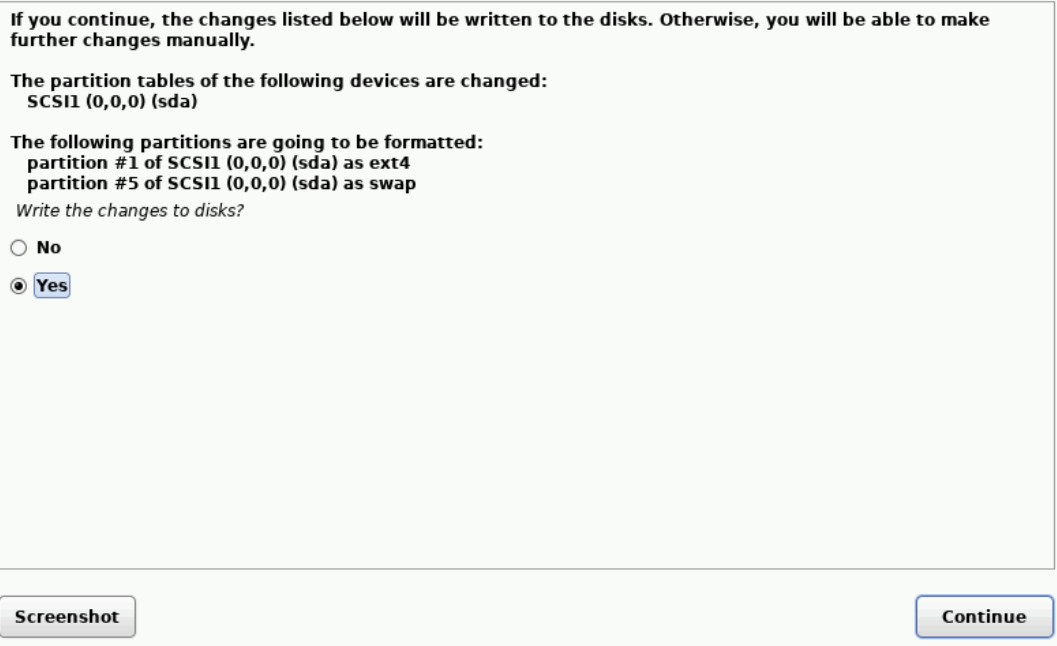 If you continue, the changes listed below will be written to the disks. Otherwise, you will be able to make
further changes manually.
The partition tables of the following devices are changed:
SCSI1 (0,0,0) (sda)
The following partitions are going to be formatted:
partition #1 of SCSI1 (0,0,0) (sda) as ext4
partition #5 of SCSI1 (0,0,0) (sda) as swap
Write the changes to disks?
No
Yes
Screenshot
Continue